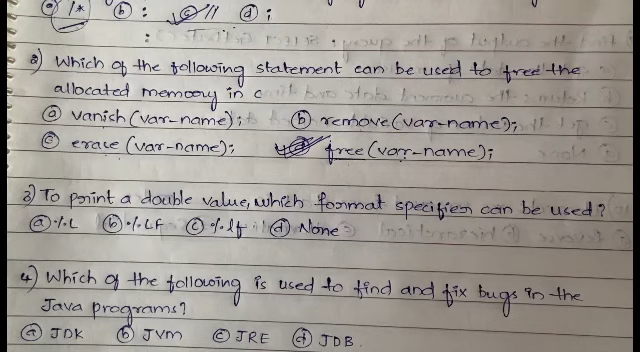 ⓐ /* ⓑ : ⓒ // ⓓ ;
2) Which of the following statement can be used to free the
allocated memory in c
ⓐ vanish(var-name); ⓑ remove(var-name);
ⓒ erace (var-name); ⓓ free(var-name);
3) To print a double value, which format specifier can be used?
ⓐ %L ⓑ %LF ⓒ %lf ⓓ None
4) Which of the following is used to find and fix bugs in the
Java programs?
ⓐ JDK ⓑ JVM ⓒ JRE ⓓ JDB.